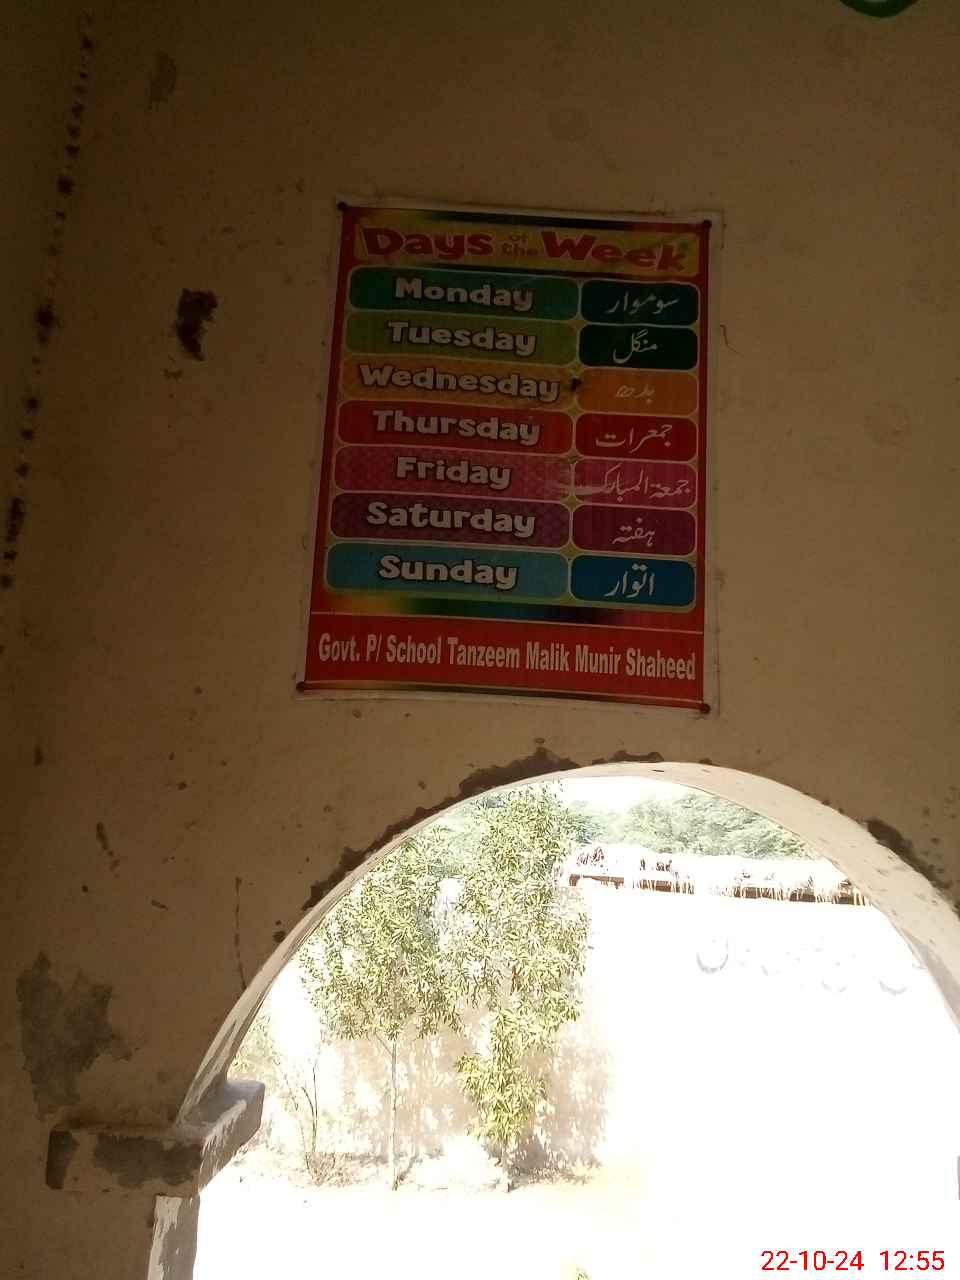 Days of the Week
Monday سوموار
Tuesday منگل
Wednesday بدھ
Thursday جمعرات
Friday جمعۃ المبارک
Saturday ہفتہ
Sunday اتوار
Govt. P/ School Tanzeem Malik Munir Shaheed
22-10-24 12:55